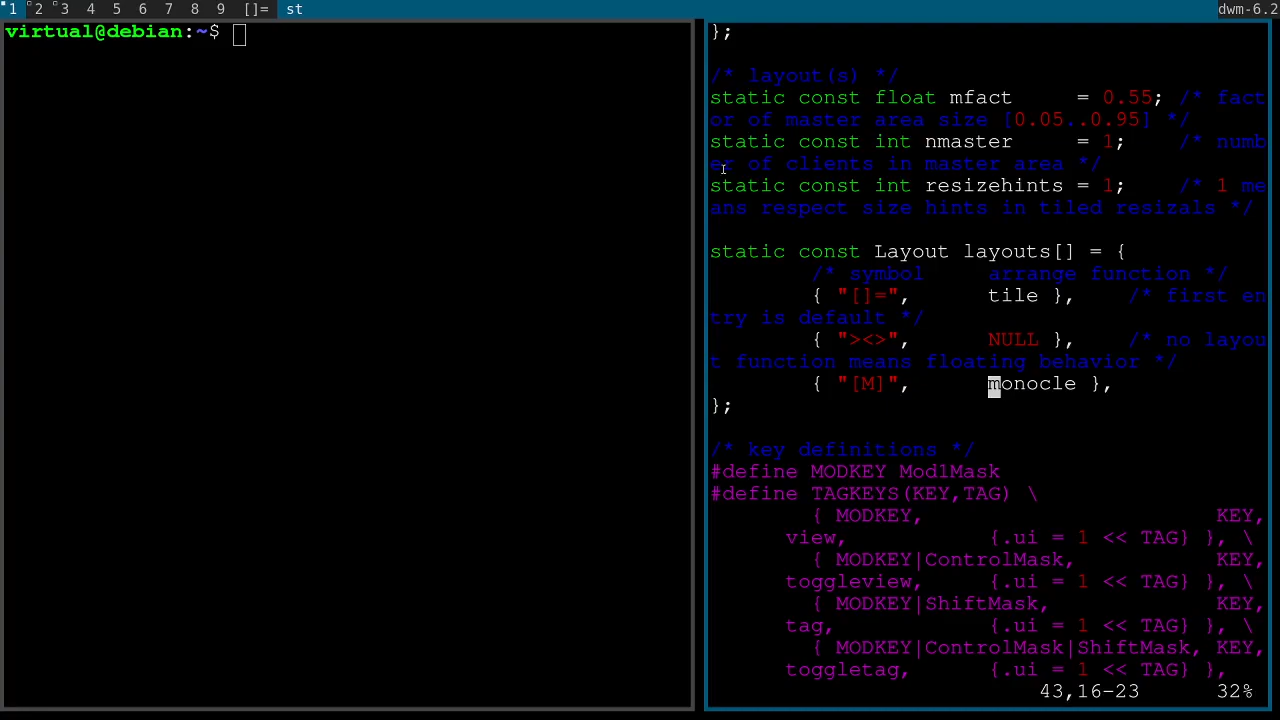 1 2 3 4 5 6 7 8 9 []= st dwm-6.2
virtual@debian:~$
};
/* layout(s) */
static const float mfact     = 0.55; /* fact
or of master area size [0.05..0.95] */
static const int nmaster     = 1;    /* numb
er of clients in master area */
static const int resizehints = 1;    /* 1 me
ans respect size hints in tiled resizals */
static const Layout layouts[] = {
/* symbol     arrange function */
{ "[]=",      tile },    /* first en
try is default */
{ "><>",      NULL },    /* no layou
t function means floating behavior */
{ "[M]",      monocle },
};
/* key definitions */
#define MODKEY Mod1Mask
#define TAGKEYS(KEY,TAG) \
{ MODKEY,                       KEY,
view,           {.ui = 1 << TAG} }, \
{ MODKEY|ControlMask,           KEY,
toggleview,     {.ui = 1 << TAG} }, \
{ MODKEY|ShiftMask,             KEY,
tag,            {.ui = 1 << TAG} }, \
{ MODKEY|ControlMask|ShiftMask, KEY,
toggletag,      {.ui = 1 << TAG} },
43,16-23      32%